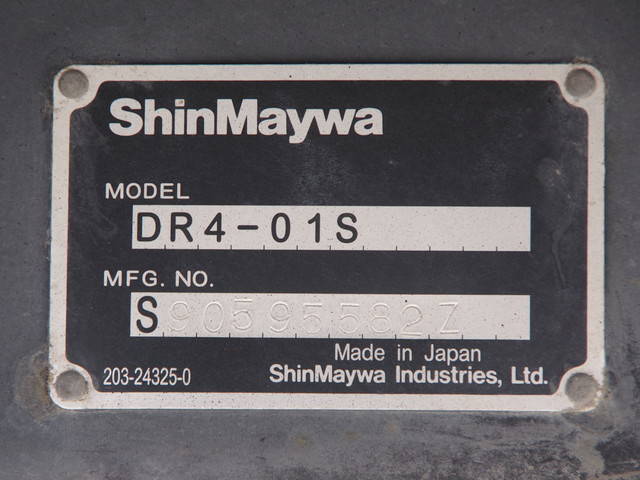 ShinMaywa
MODEL
DR4-01S
MFG. NO.
S90595582Z
Made in Japan
203-24325-0 ShinMaywa Industries, Ltd.